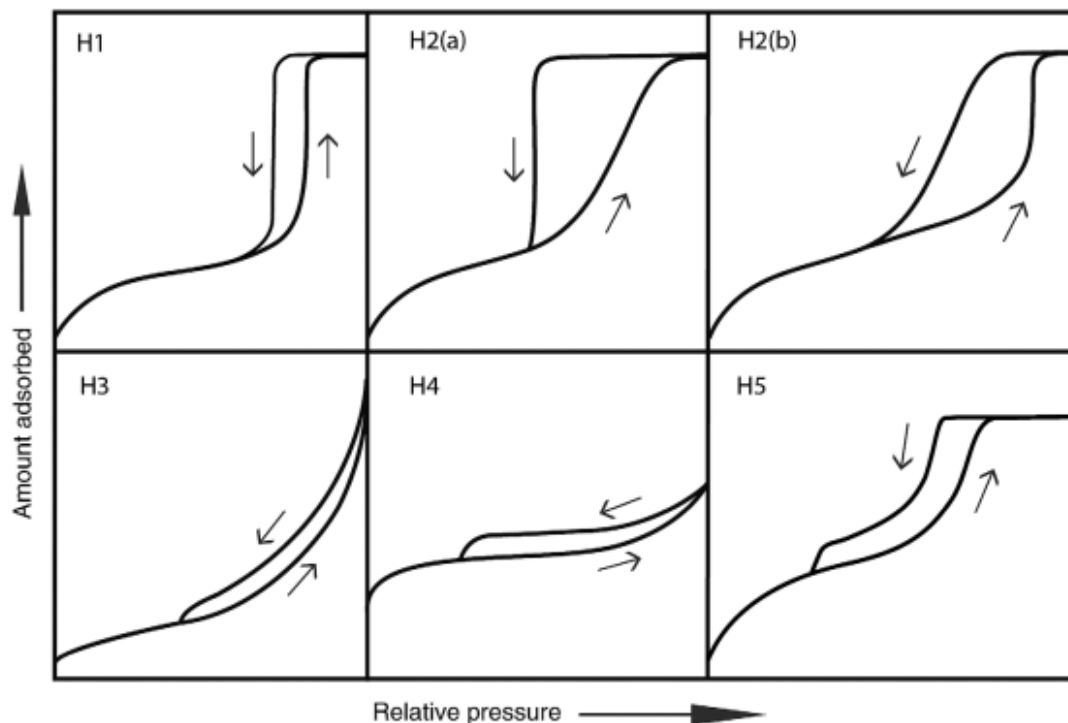 H1
H2(a)
H2(b)
H3
H4
H5
Amount adsorbed
Relative pressure